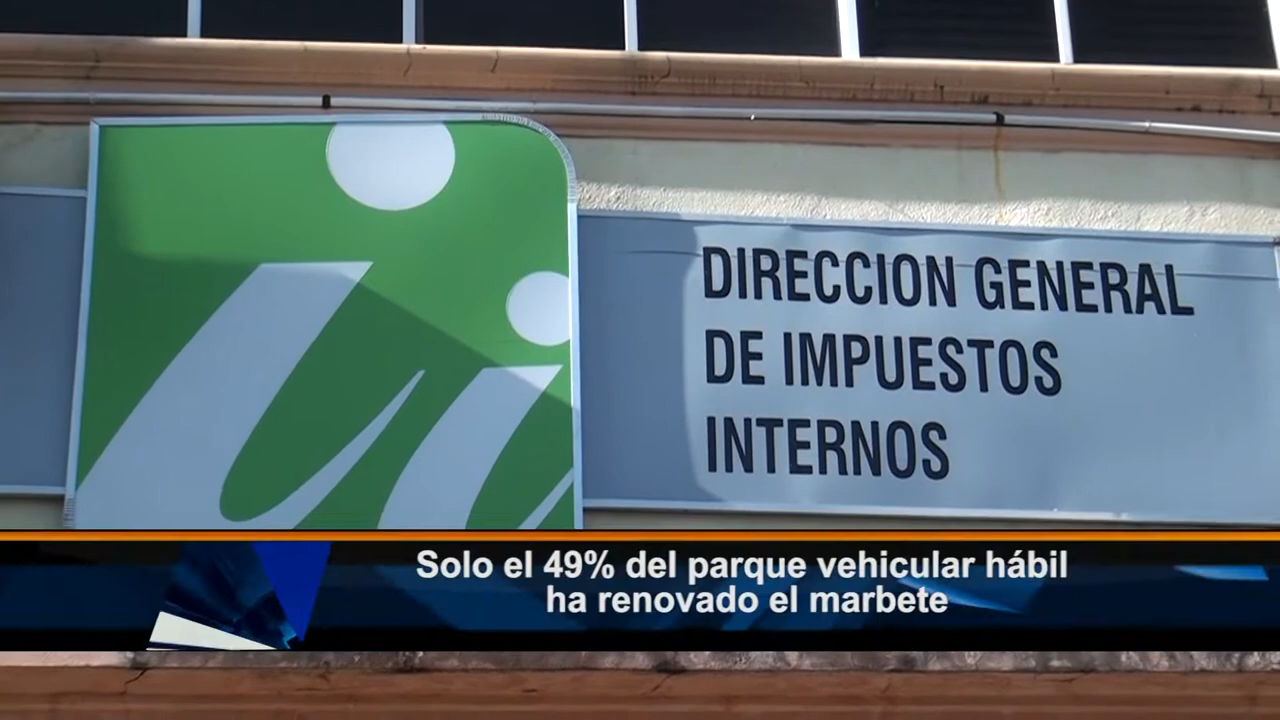 DIRECCION GENERAL
DE IMPUESTOS
INTERNOS
Solo el 49% del parque vehicular hábil
ha renovado el marbete